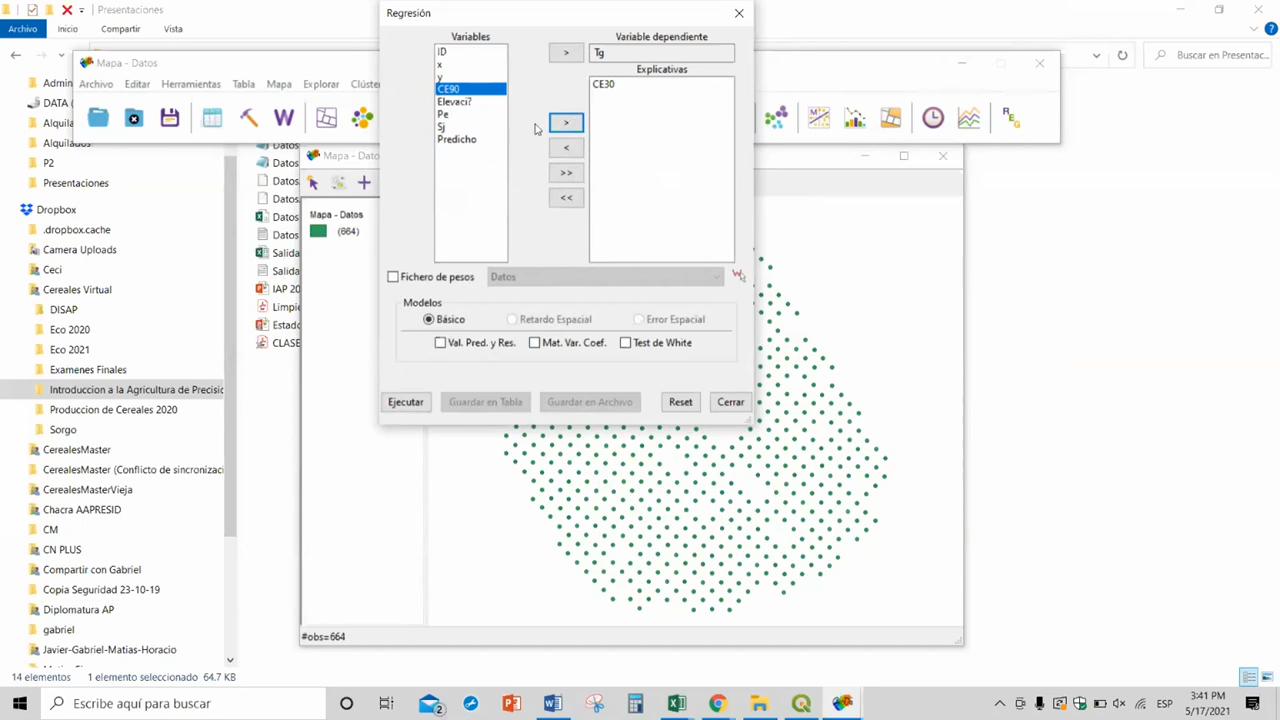 Presentaciones
Archivo Inicio Compartir Vista
Buscar en Presentac...
Admin
DATA (
Alquila
Alquilados
P2
Presentaciones
Dropbox
.dropbox.cache
Camera Uploads
Ceci
Cereales Virtual
DISAP
Eco 2020
Eco 2021
Examenes Finales
Introduccion a la Agricultura de Precisic
Produccion de Cereales 2020
Sorgo
CerealesMaster
CerealesMaster (Conflicto de sincronizaci
CerealesMasterVieja
Chacra AAPRESID
CM
CN PLUS
Compartir con Gabriel
Copia Seguridad 23-10-19
Diplomatura AP
gabriel
Javier-Gabriel-Matias-Horacio
14 elementos 1 elemento seleccionado 64.7 KB
Mapa - Datos
Archivo Editar Herramientas Tabla Mapa Explorar Clúste
Datos
Datos
Datos
Datos
Datos
Datos
Salida
Salida
IAP 20
Limpie
Estado
CLASE
Mapa - Datos
Mapa - Datos
(664)
#obs=664
Regresión
Variables
ID
x
y
CE90
Elevaci?
Pe
Sj
Predicho
>
>
<
>>
<<
Variable dependiente
Tg
Explicativas
CE30
Fichero de pesos Datos
Modelos
Básico Retardo Espacial Error Espacial
Val. Pred. y Res. Mat. Var. Coef. Test de White
Ejecutar Guardar en Tabla Guardar en Archivo Reset Cerrar
Escribe aquí para buscar
ESP
3:41 PM
5/17/2021